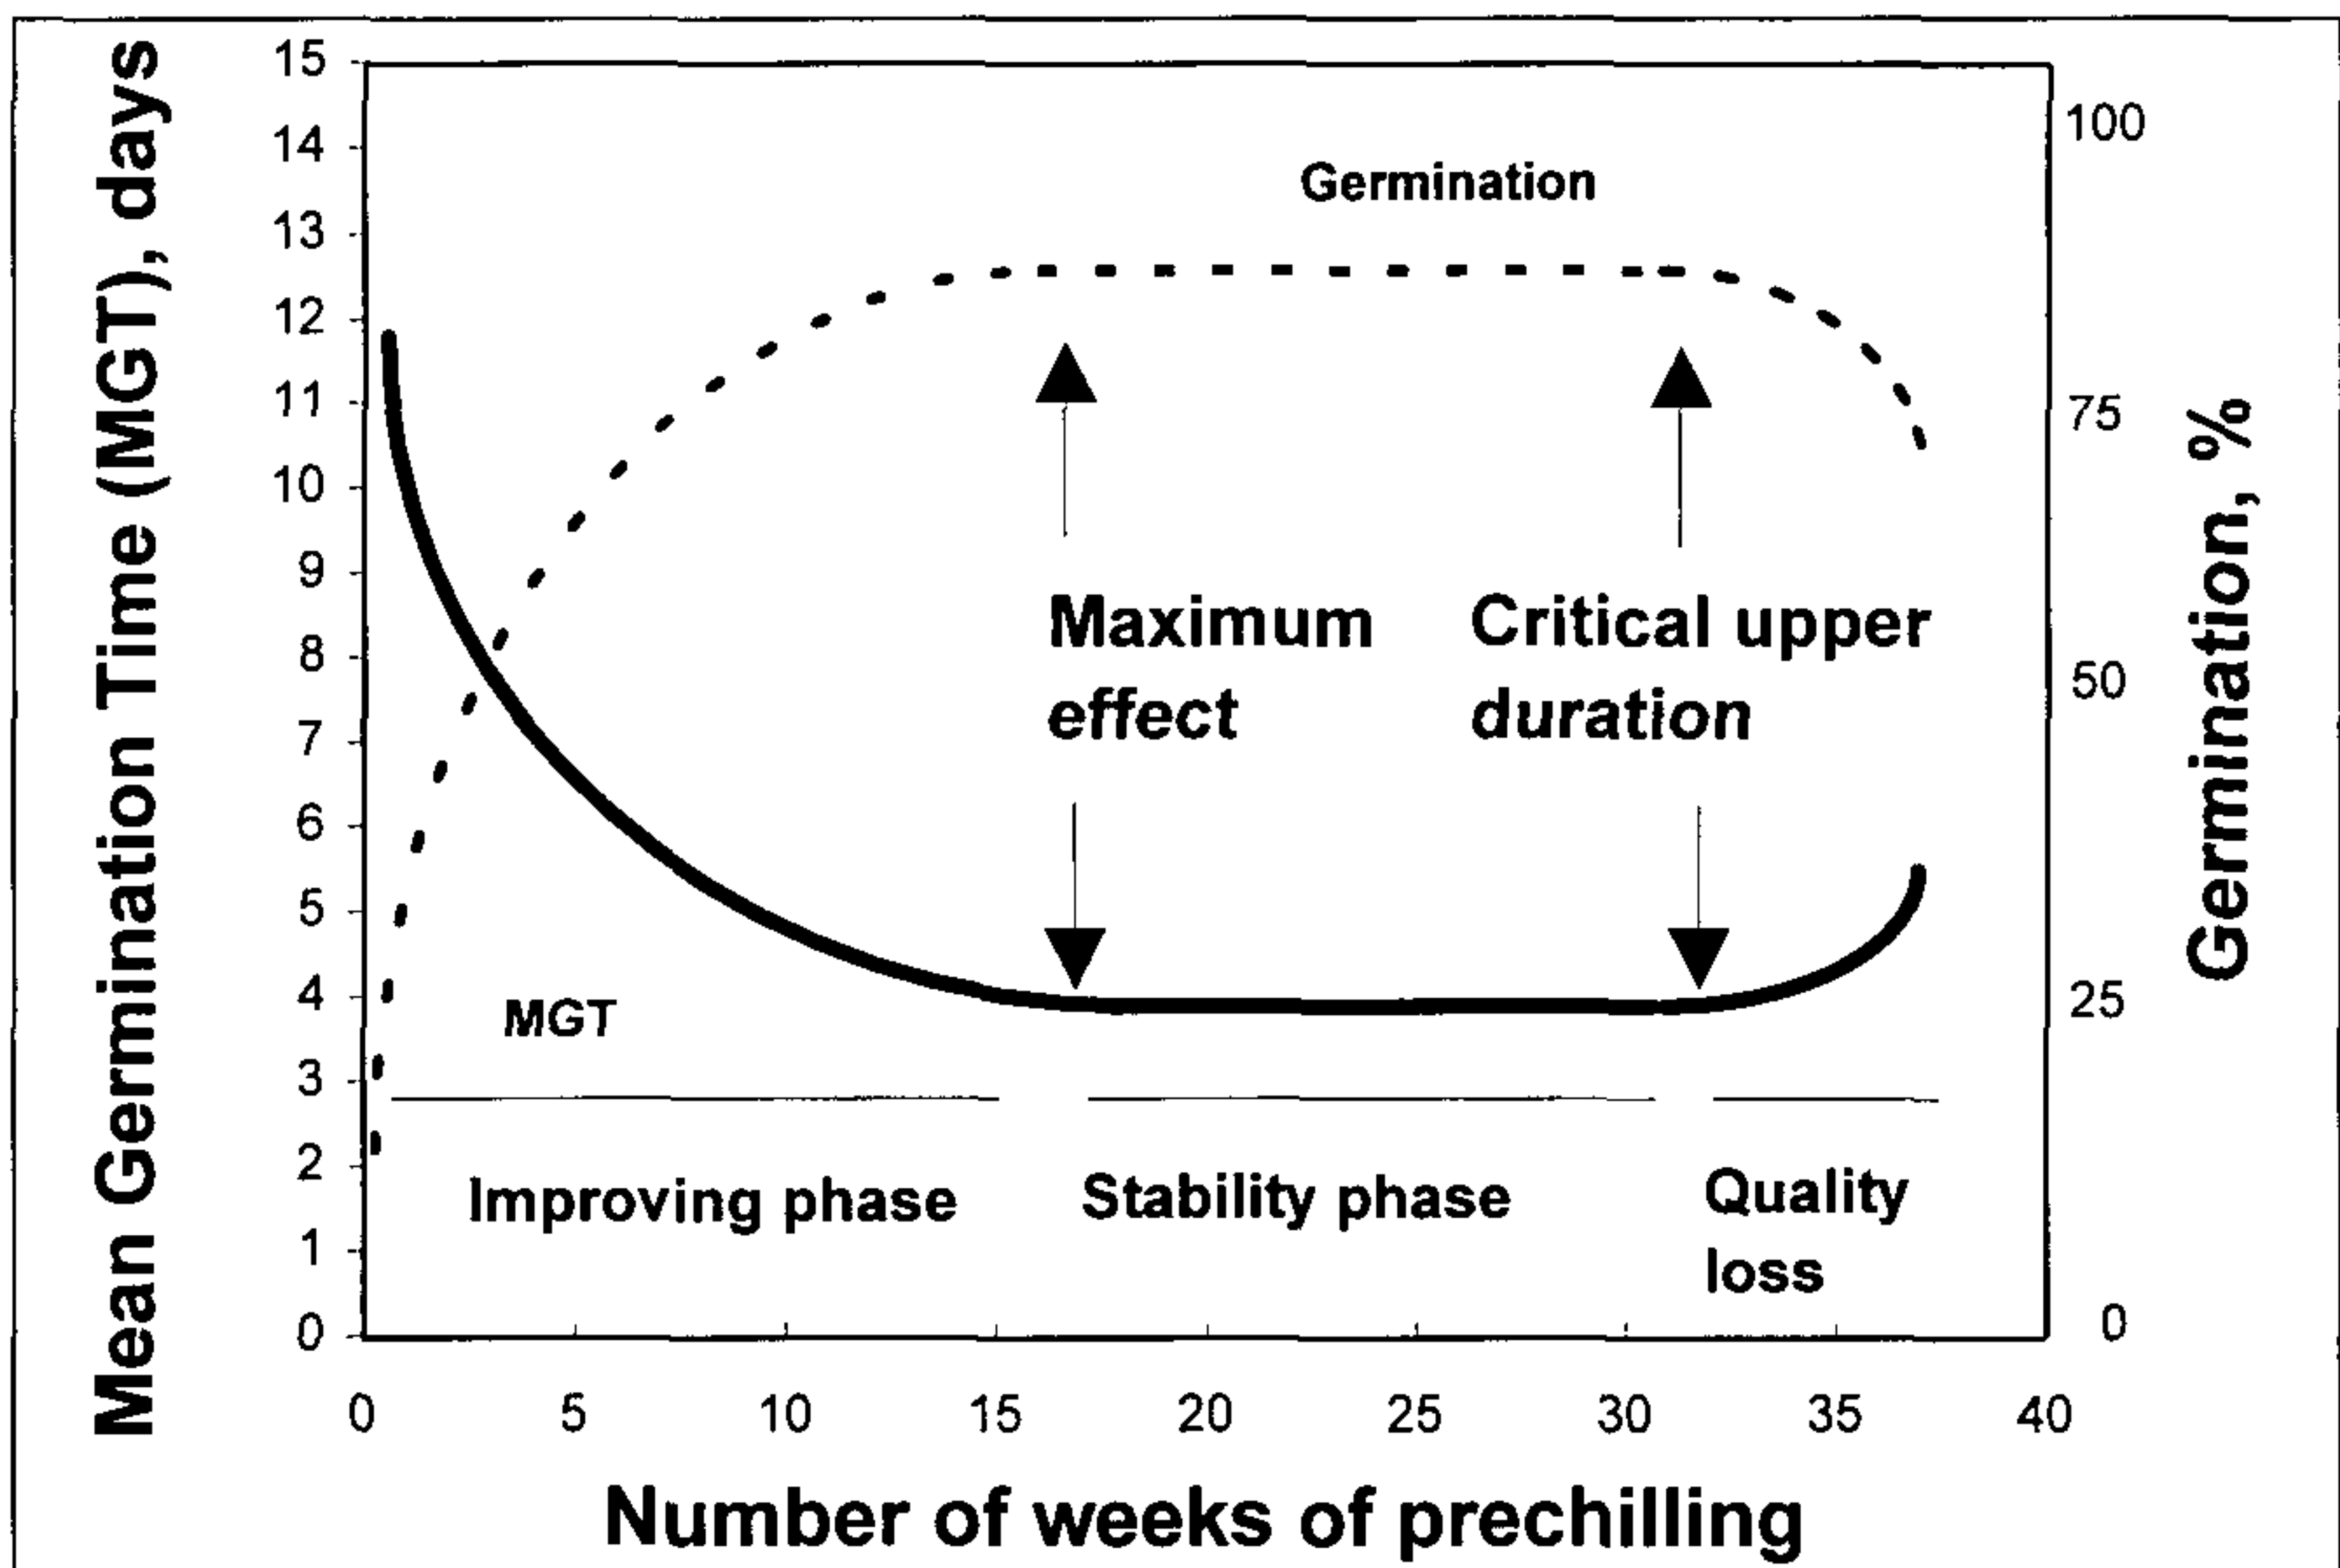 Mean Germination Time (MGT), days
15
14
13
12
11
10
9
8
7
6
5
4
3
2
1
0
100
75
50
25
0
Germination, %
Germination
Maximum
effect
Critical upper
duration
MGT
Improving phase
Stability phase
Quality
loss
0 5 10 15 20 25 30 35 40
Number of weeks of prechilling